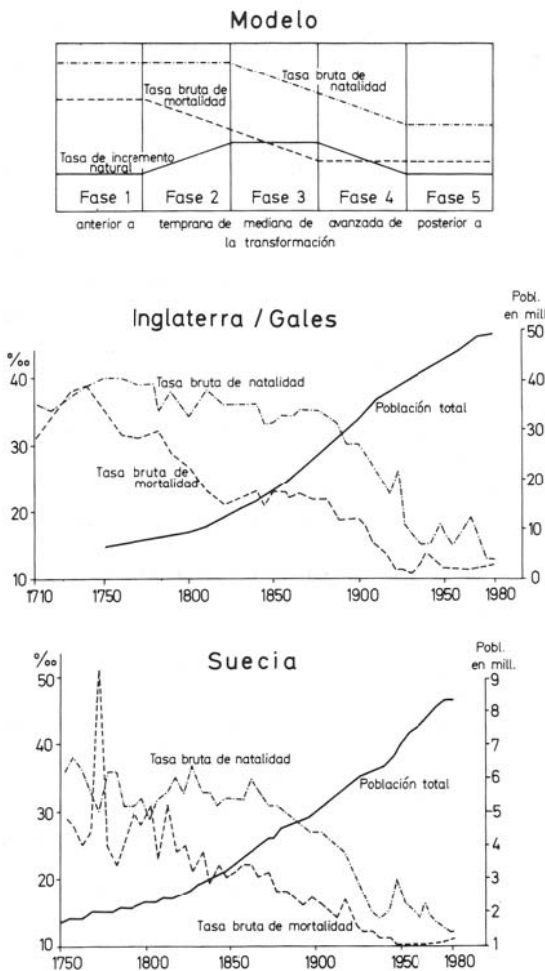 Modelo
Tasa bruta de
natalidad
Tasa bruta de
mortalidad
Tasa de incremento
natural
Fase 1
Fase 2
Fase 3
Fase 4
Fase 5
anterior a
temprana de
mediana de
avanzada de
posterior a
la transformación
Inglaterra / Gales
Pobl.
en mill.
%oo
50
40
30
20
10
0
40
30
20
10
Tasa bruta de natalidad
Población total
Tasa bruta de
mortalidad
1710
1750
1800
1850
1900
1950
1980
Suecia
Pobl.
en mill.
%oo
50
40
30
20
10
9
8
7
6
5
4
3
2
1
Tasa bruta de natalidad
Población total
Tasa bruta de mortalidad
1750
1800
1850
1900
1950
1980